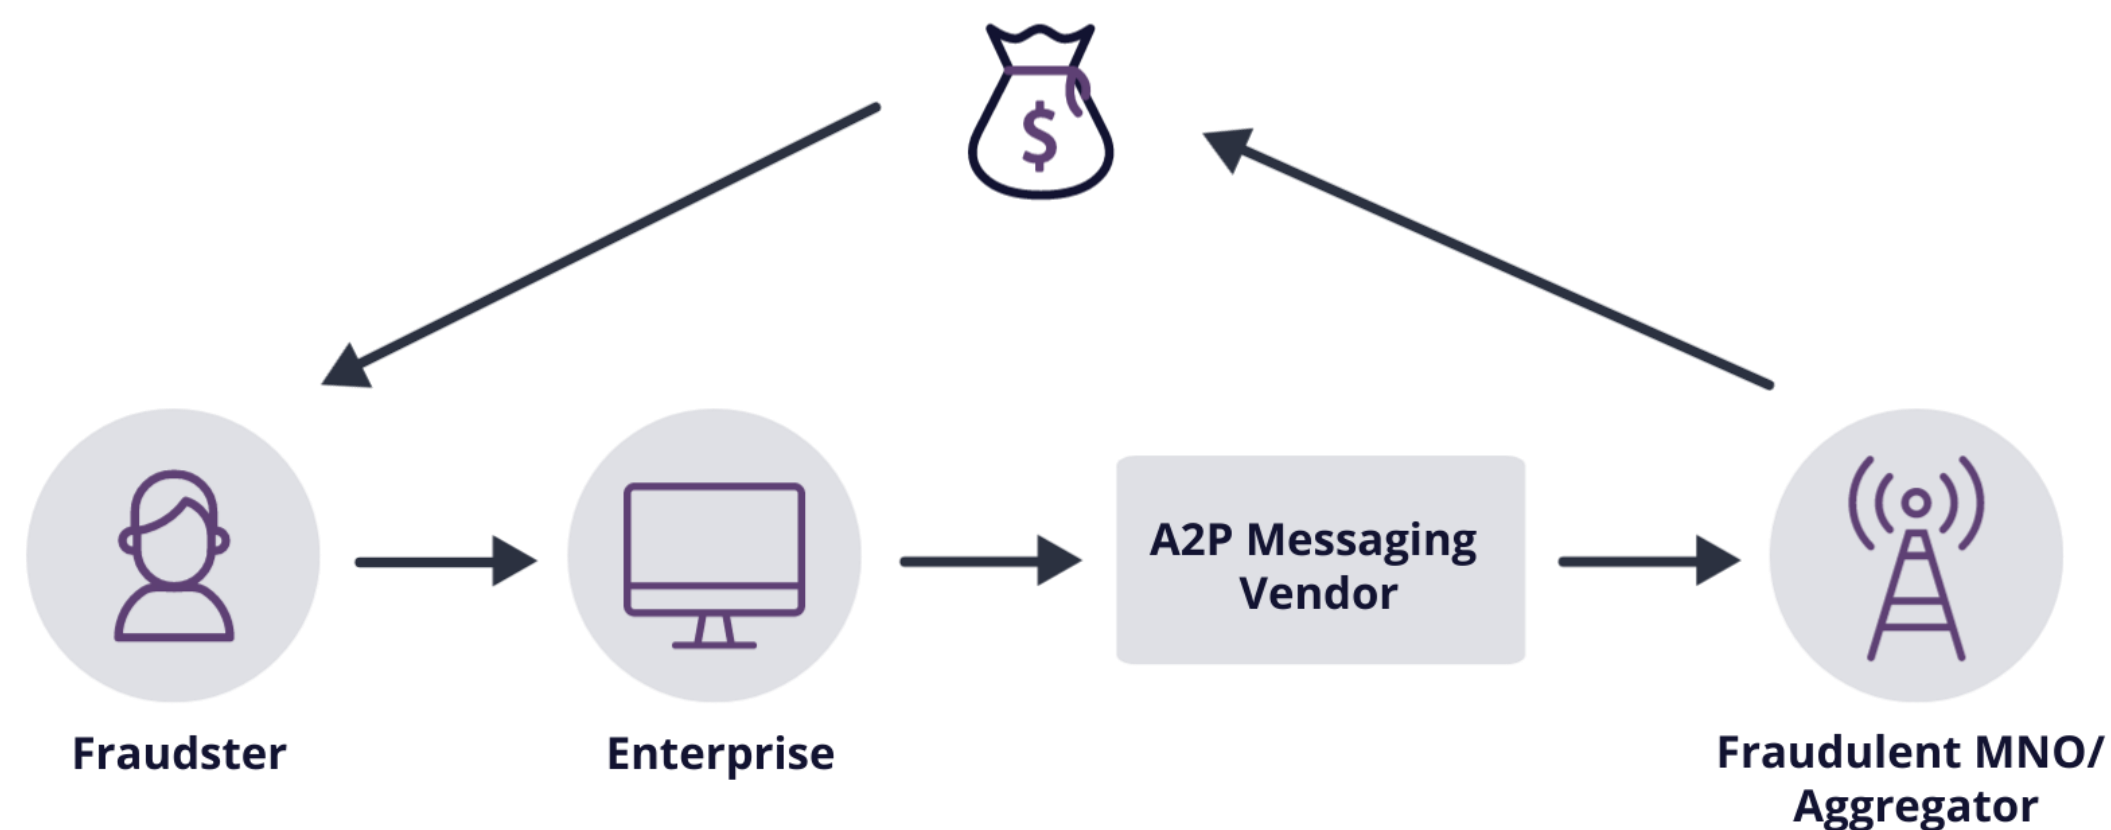 $
A2P Messaging
Vendor
Fraudster
Enterprise
Fraudulent MNO/
Aggregator